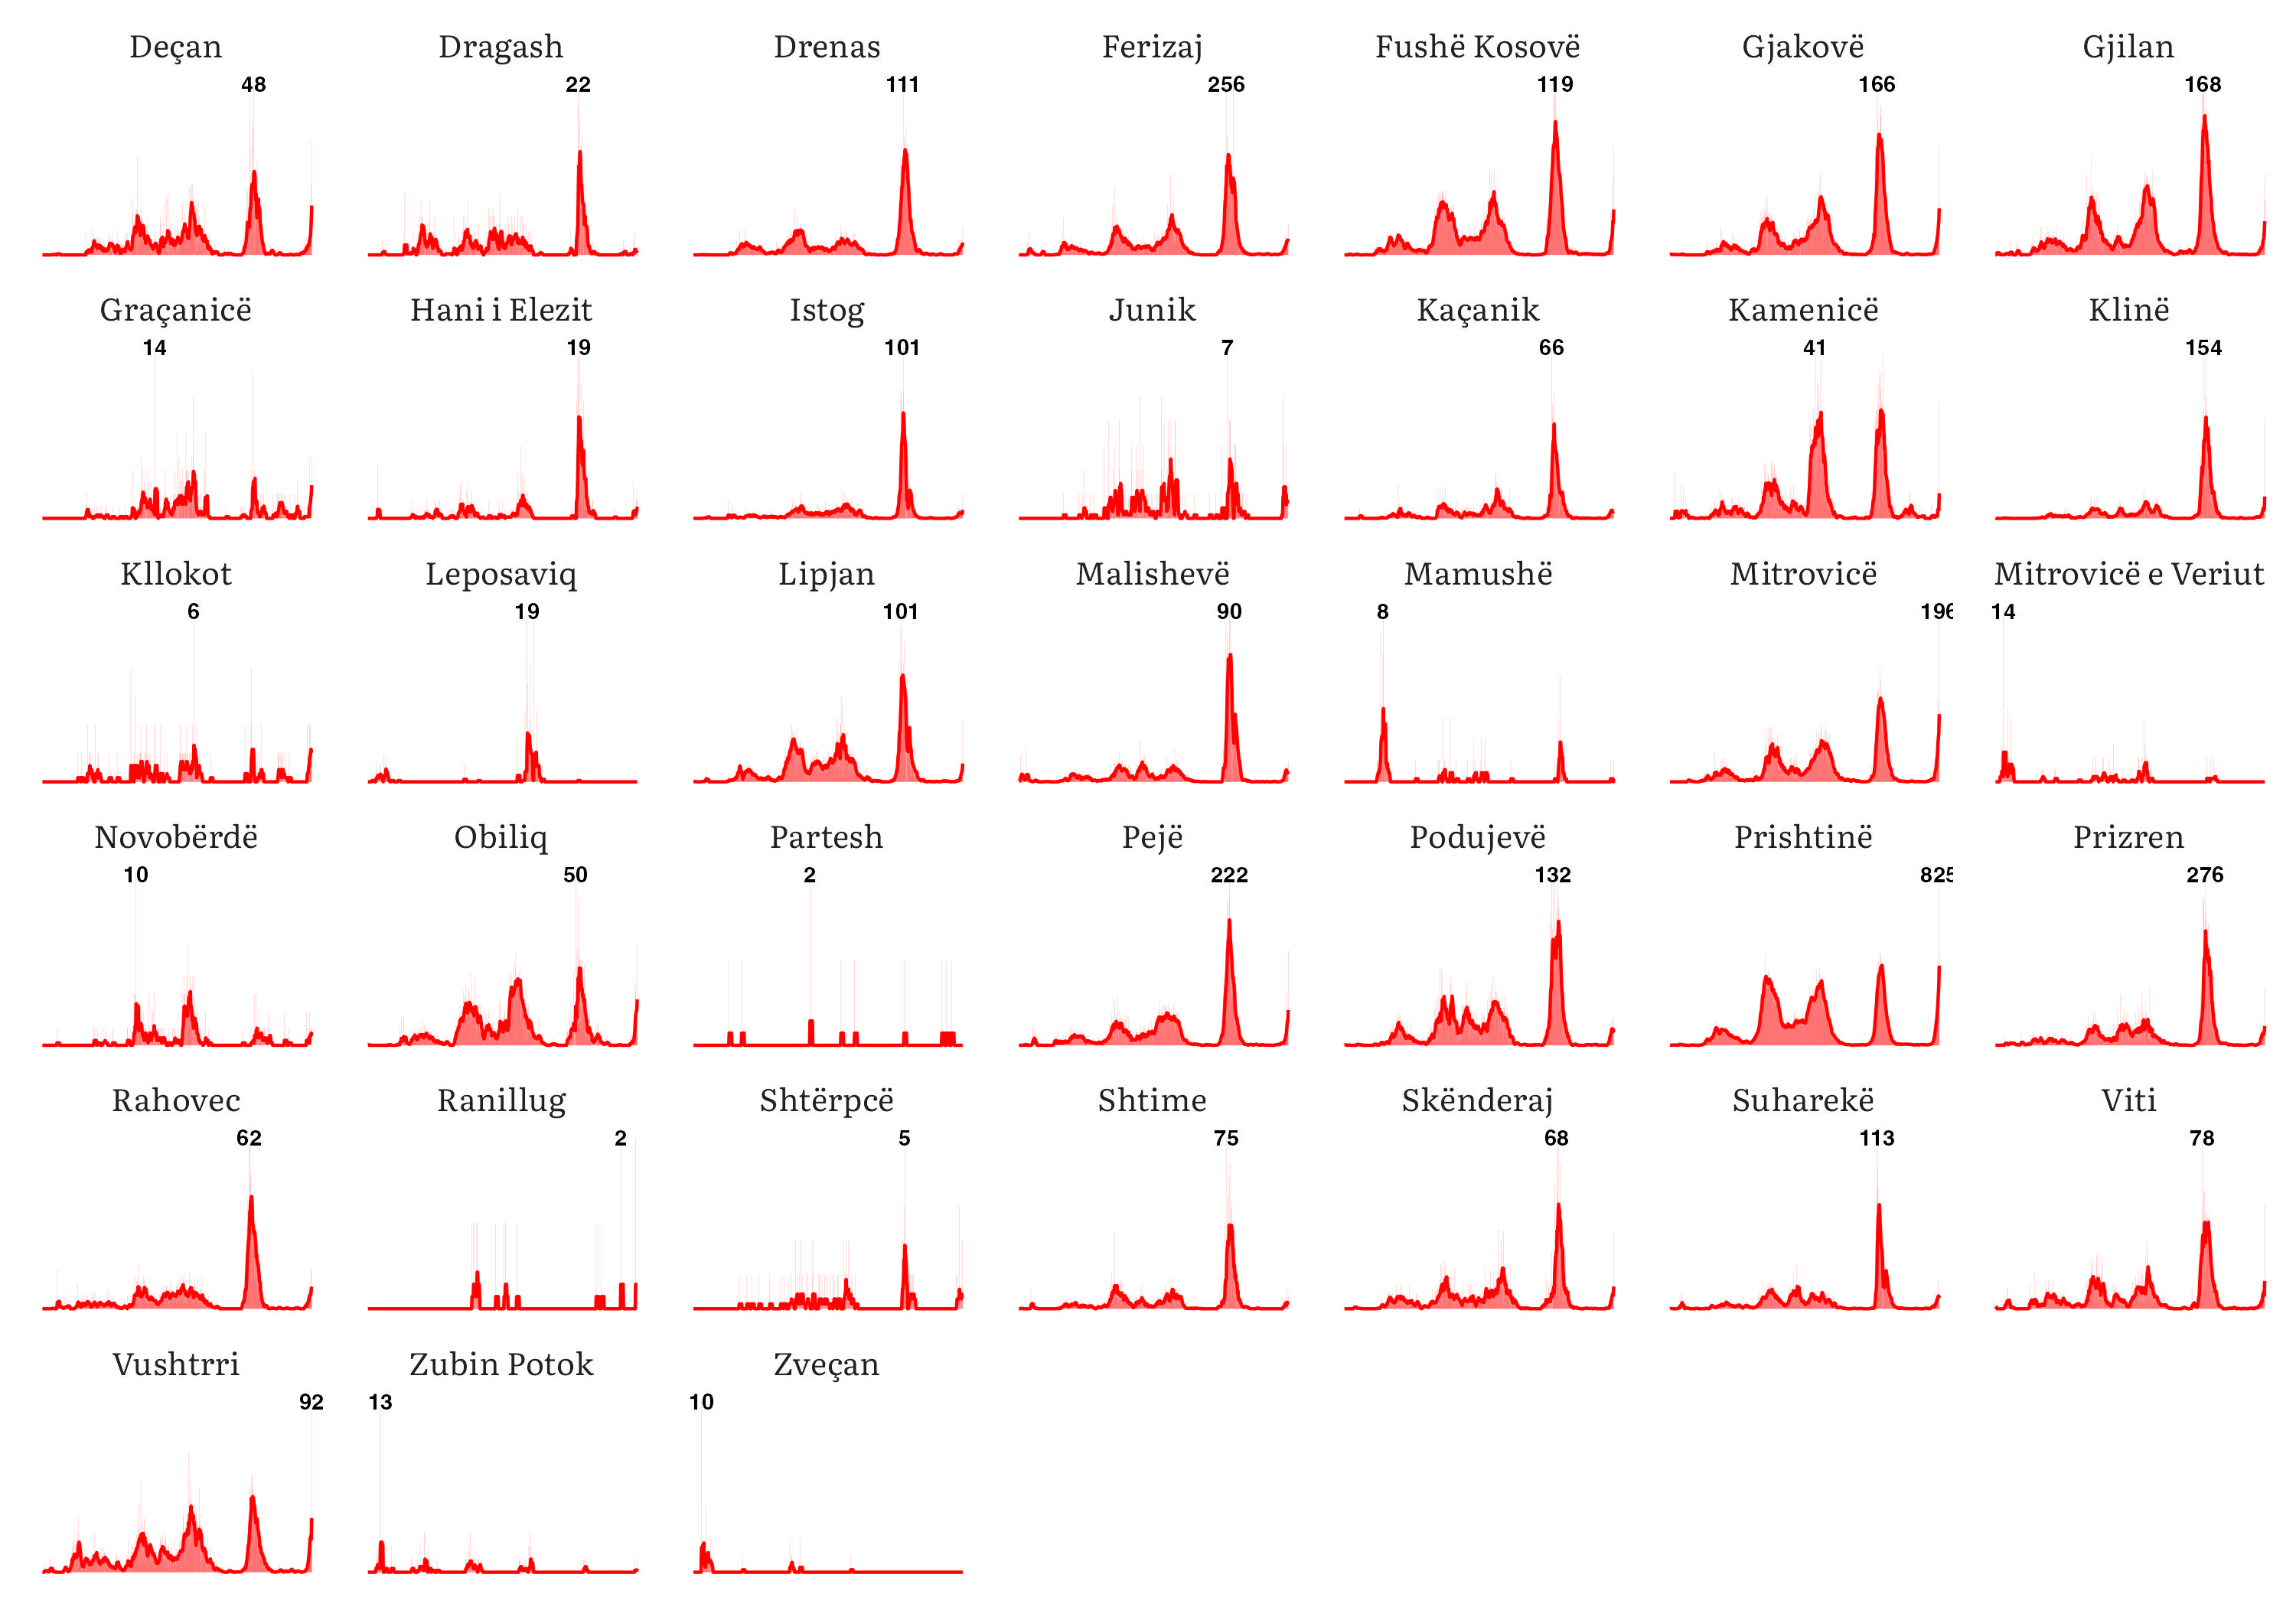 Deçan Dragash Drenas Ferizaj Fushë Kosovë Gjakovë Gjilan
48 22 111 256 119 166 168
Graçanicë Hani i Elezit Istog Junik Kaçanik Kamenicë Klinë
14 19 101 7 66 41 154
Kllokot Leposaviq Lipjan Malishevë Mamushë Mitrovicë Mitrovicë e Veriut
6 19 101 90 8 196 14
Novobërdë Obiliq Partesh Pejë Podujevë Prishtinë Prizren
10 50 2 222 132 825 276
Rahovec Ranillug Shtërpcë Shtime Skënderaj Suharekë Viti
62 2 5 75 68 113 78
Vushtrri Zubin Potok Zveçan
92 13 10